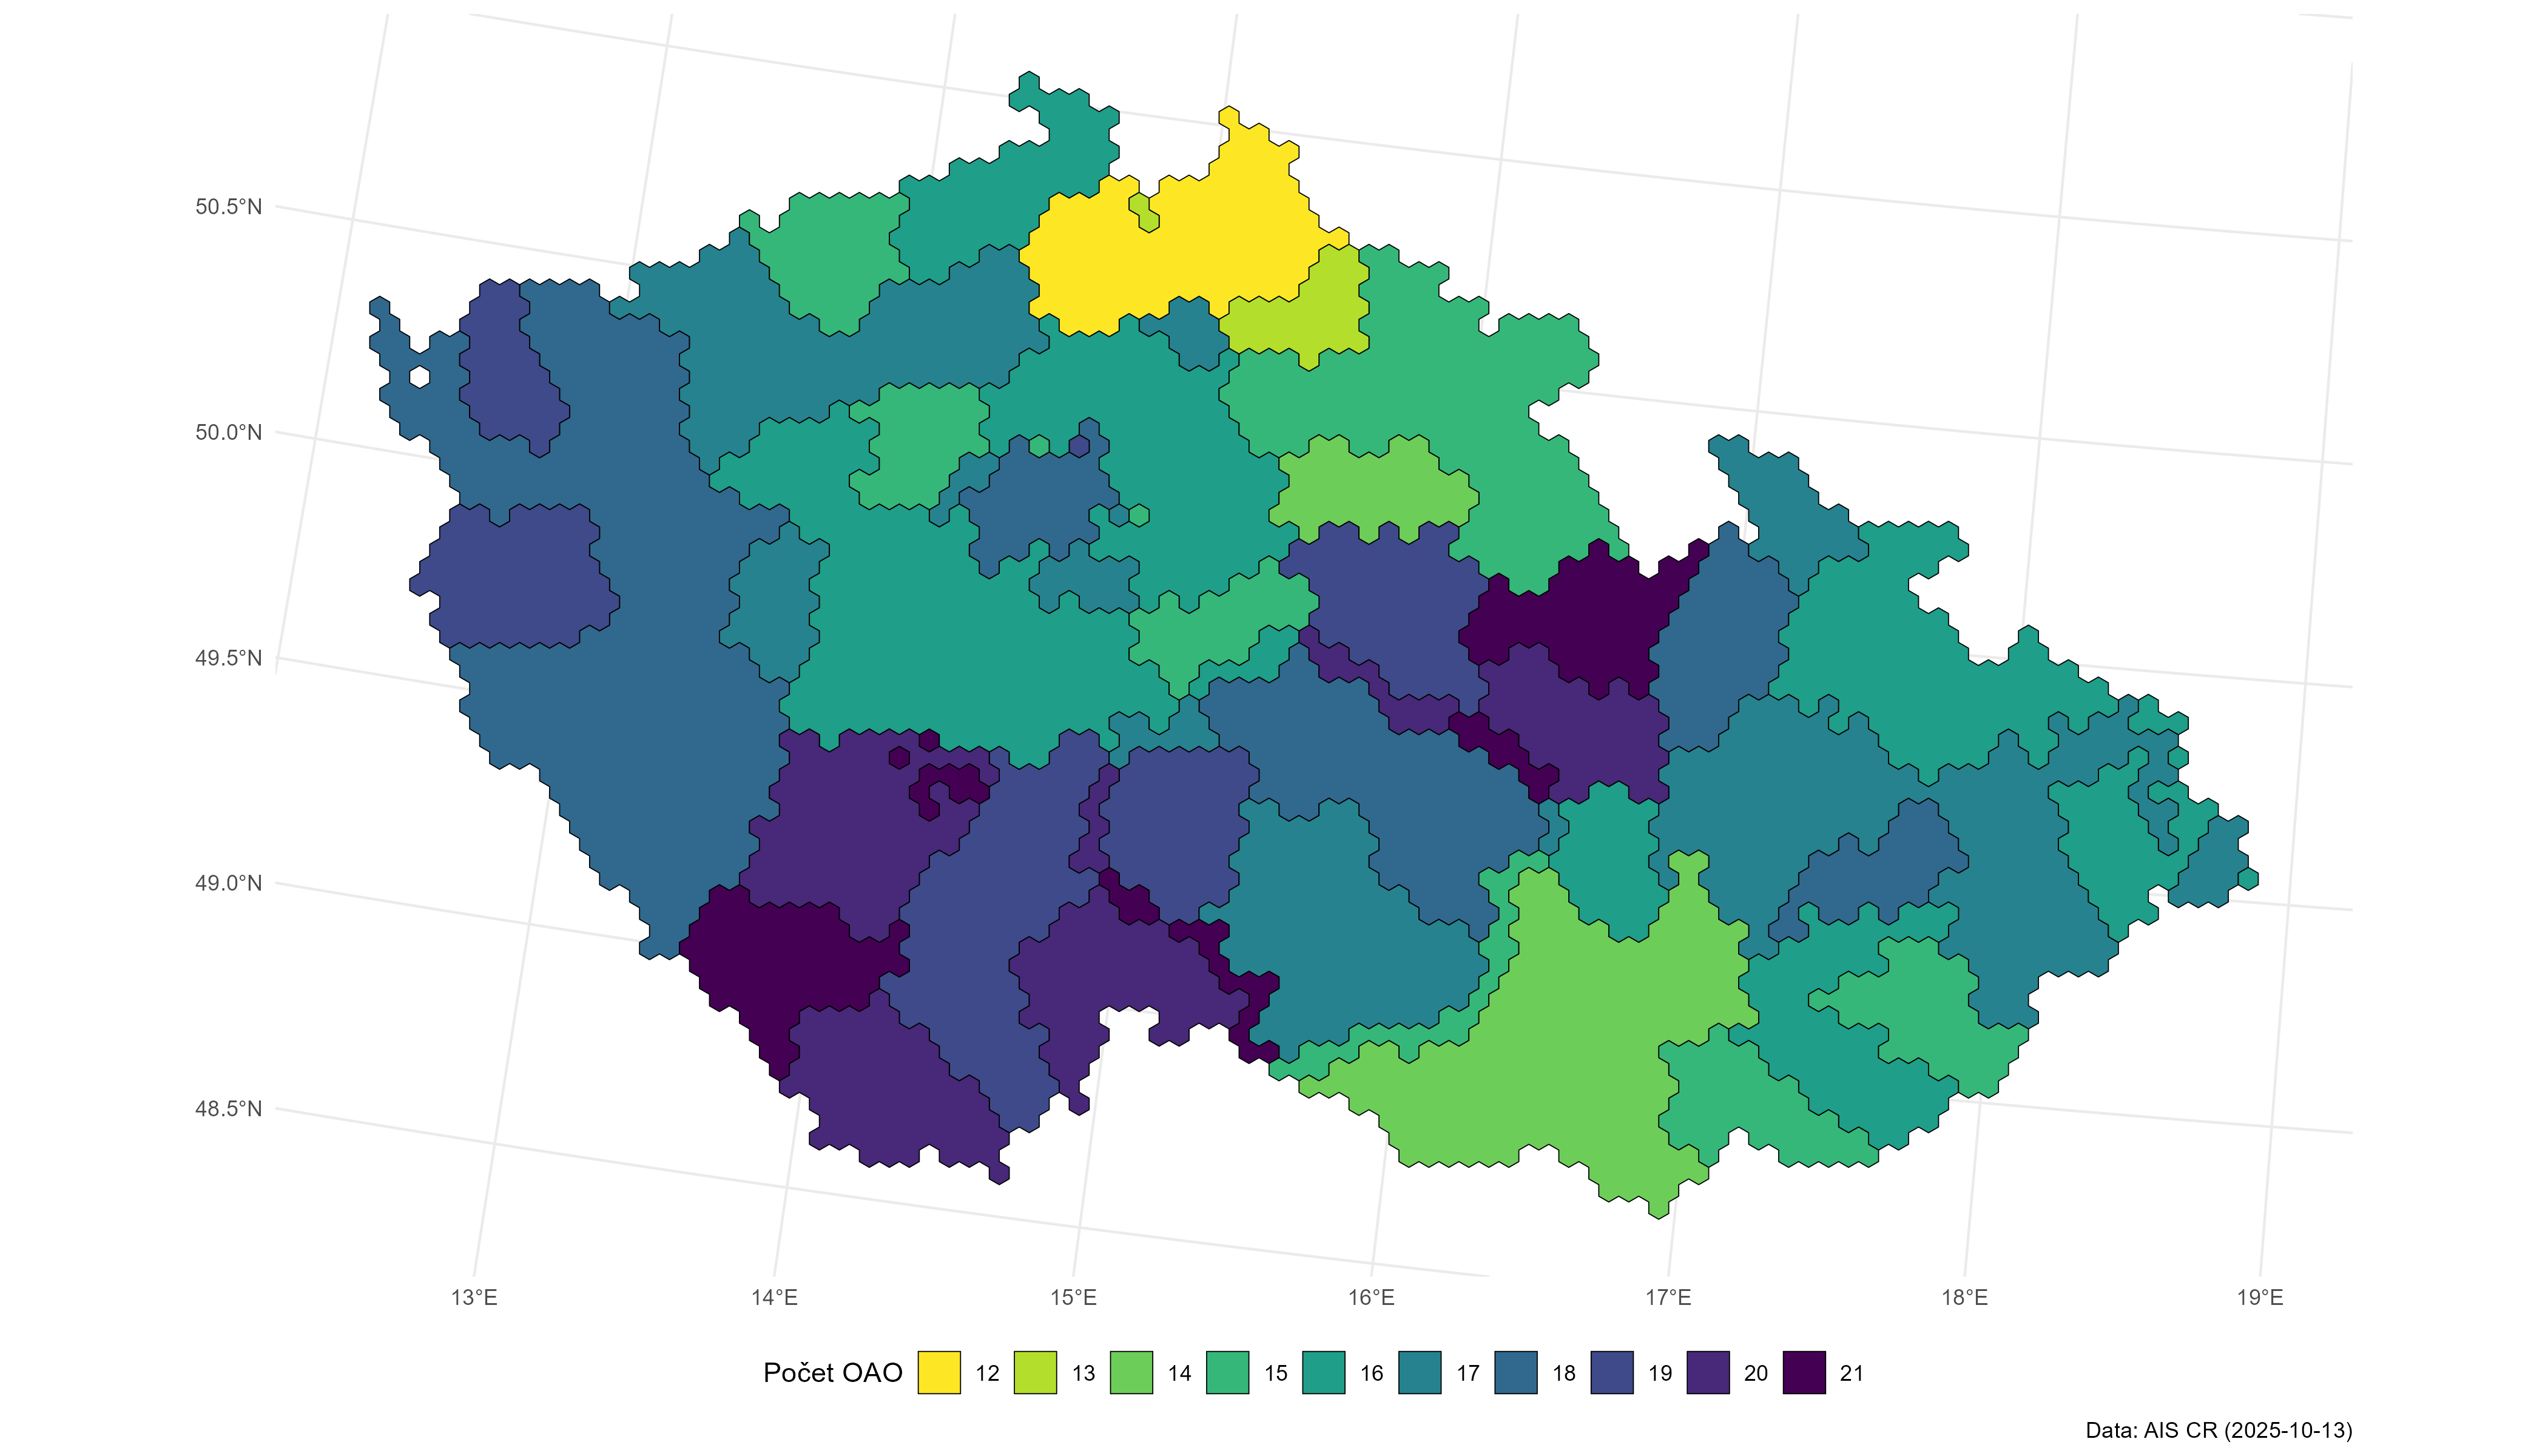 50.5°N
50.0°N
49.5°N
49.0°N
48.5°N
13°E 14°E 15°E 16°E 17°E 18°E 19°E
Počet OAO 12 13 14 15 16 17 18 19 20 21
Data: AIS CR (2025-10-13)